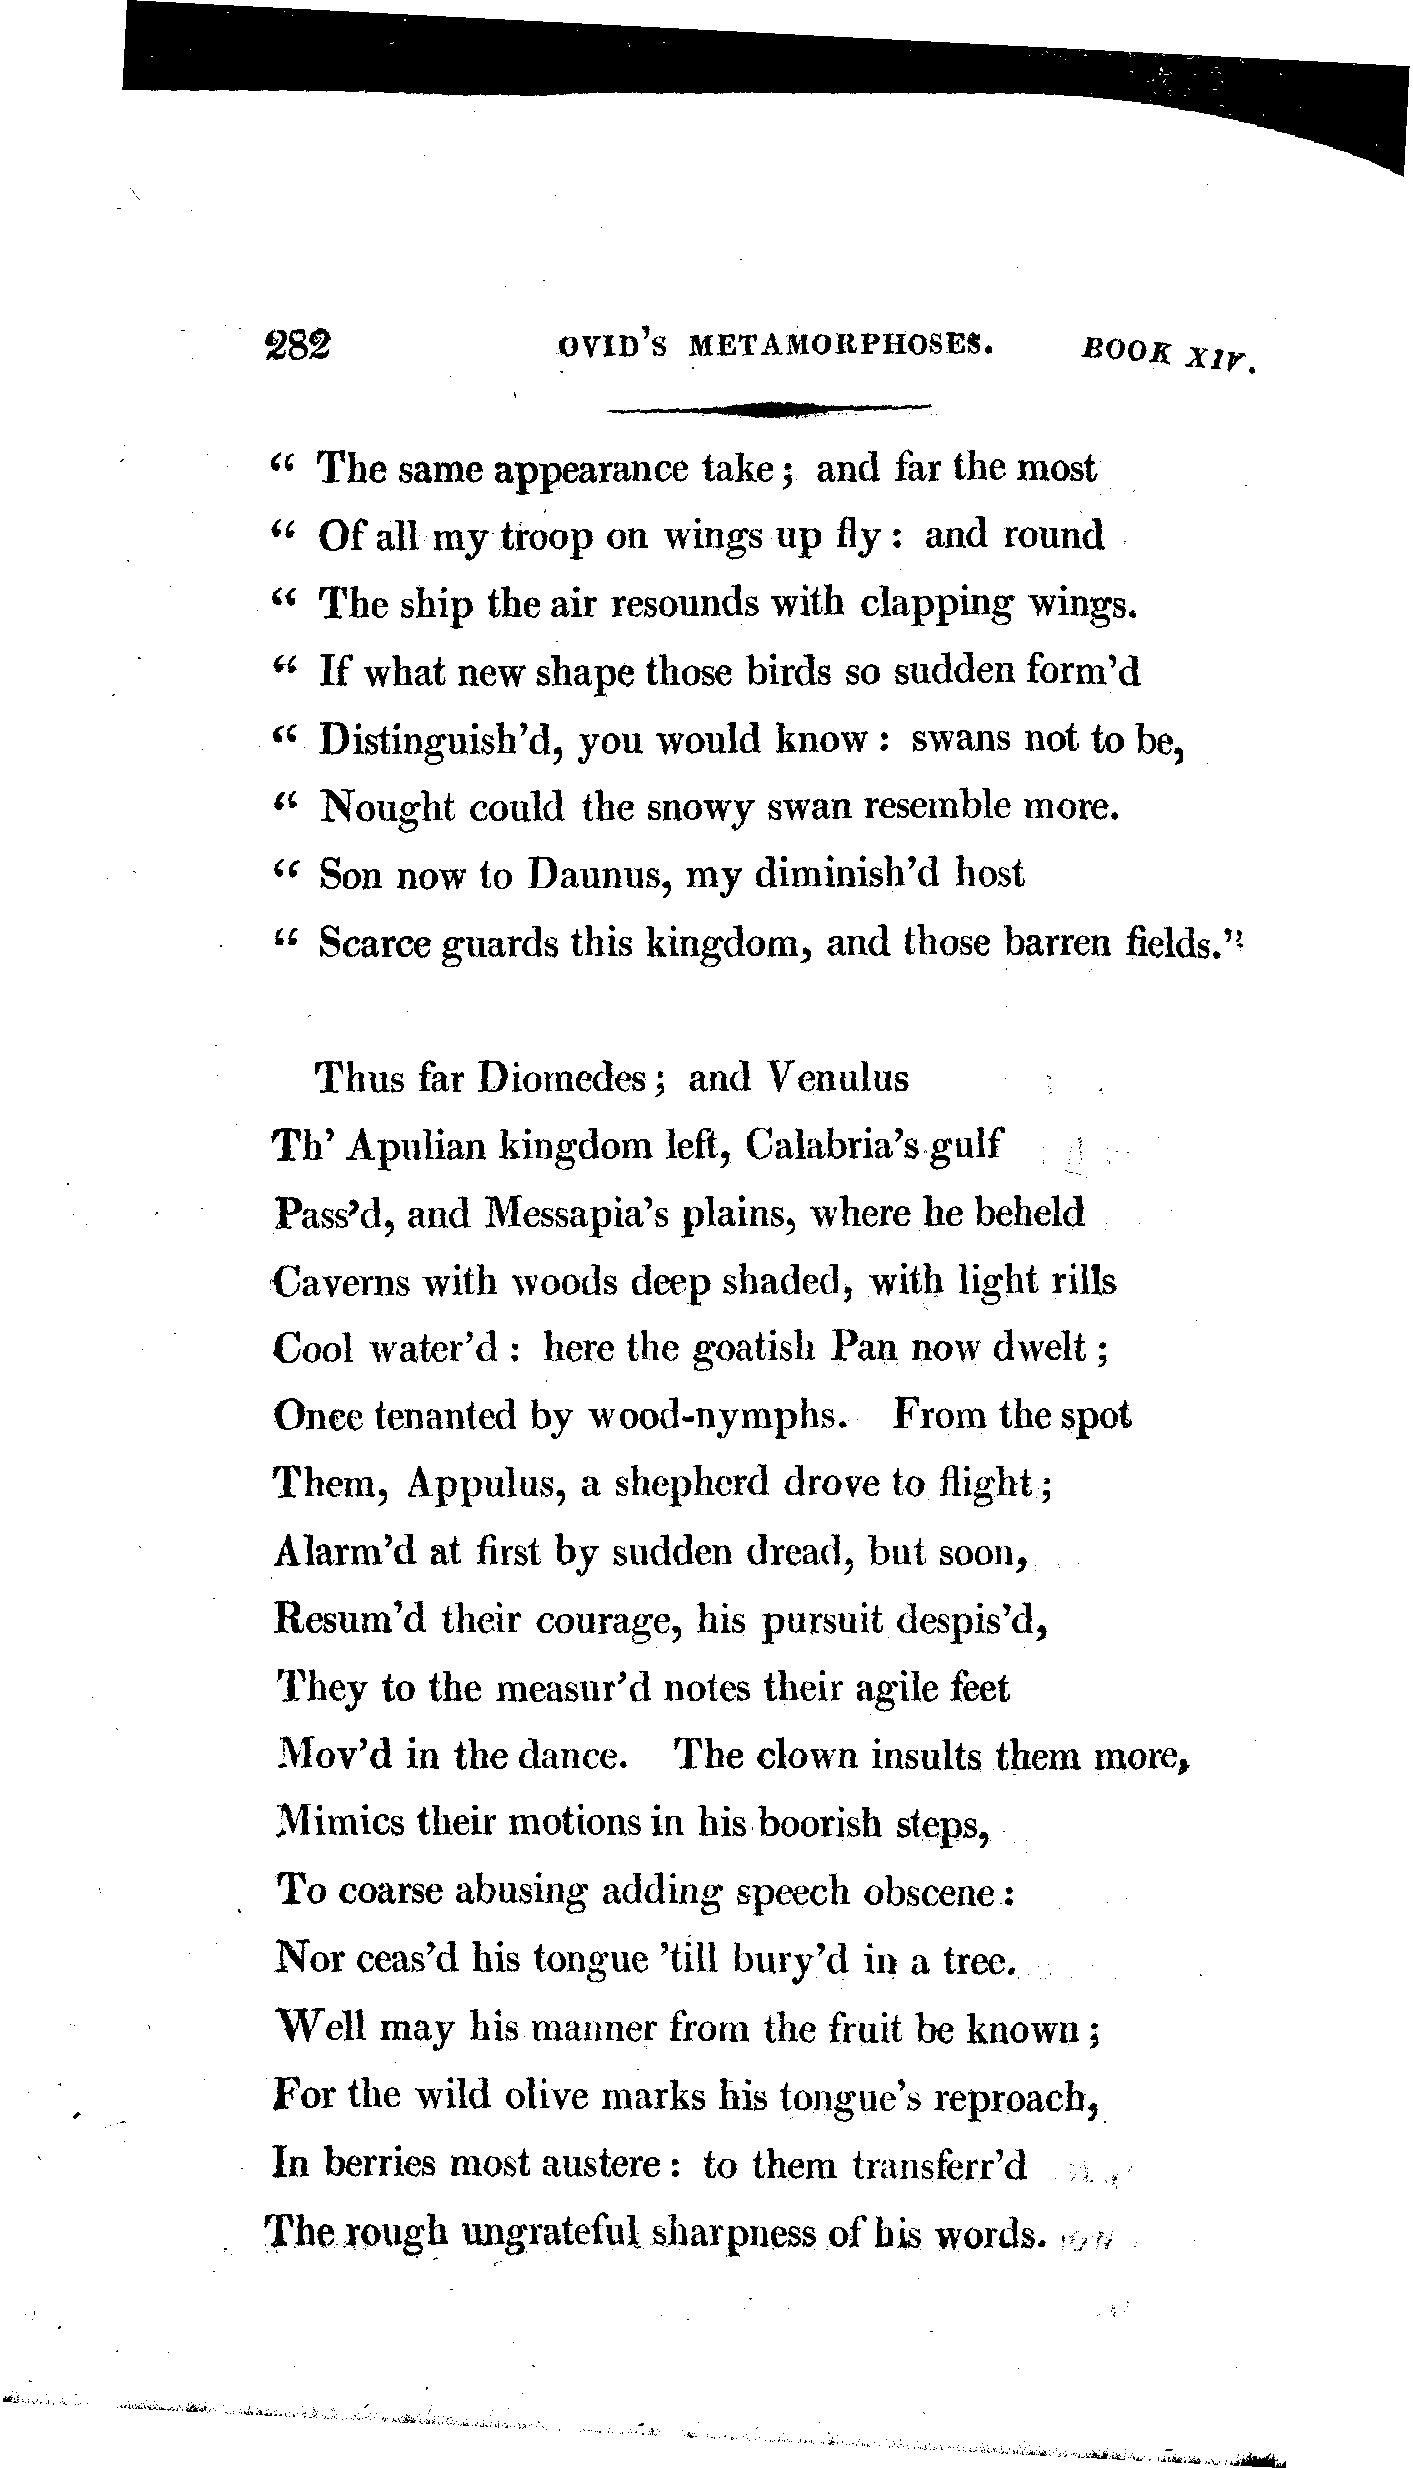 282 OVID'S METAMORPHOSES. BOOK XIV.
“ The same appearance take; and far the most
“ Of all my troop on wings up fly: and round
“ The ship the air resounds with clapping wings.
“ If what new shape those birds so sudden form'd
“ Distinguish'd, you would know: swans not to be,
“ Nought could the snowy swan resemble more.
“ Son now to Daunus, my diminish'd host
“ Scarce guards this kingdom, and those barren fields.”
Thus far Diomedes; and Venulus
Th' Apulian kingdom left, Calabria's gulf
Pass'd, and Messapia's plains, where he beheld
Caverns with woods deep shaded, with light rills
Cool water'd: here the goatish Pan now dwelt;
Once tenanted by wood-nymphs. From the spot
Them, Appulus, a shepherd drove to flight;
Alarm'd at first by sudden dread, but soon,
Resum'd their courage, his pursuit despis'd,
They to the measur'd notes their agile feet
Mov'd in the dance. The clown insults them more,
Mimics their motions in his boorish steps,
To coarse abusing adding speech obscene:
Nor ceas'd his tongue 'till bury'd in a tree.
Well may his manner from the fruit be known;
For the wild olive marks his tongue's reproach,
In berries most austere: to them transferr'd
The rough ungrateful sharpness of his words.